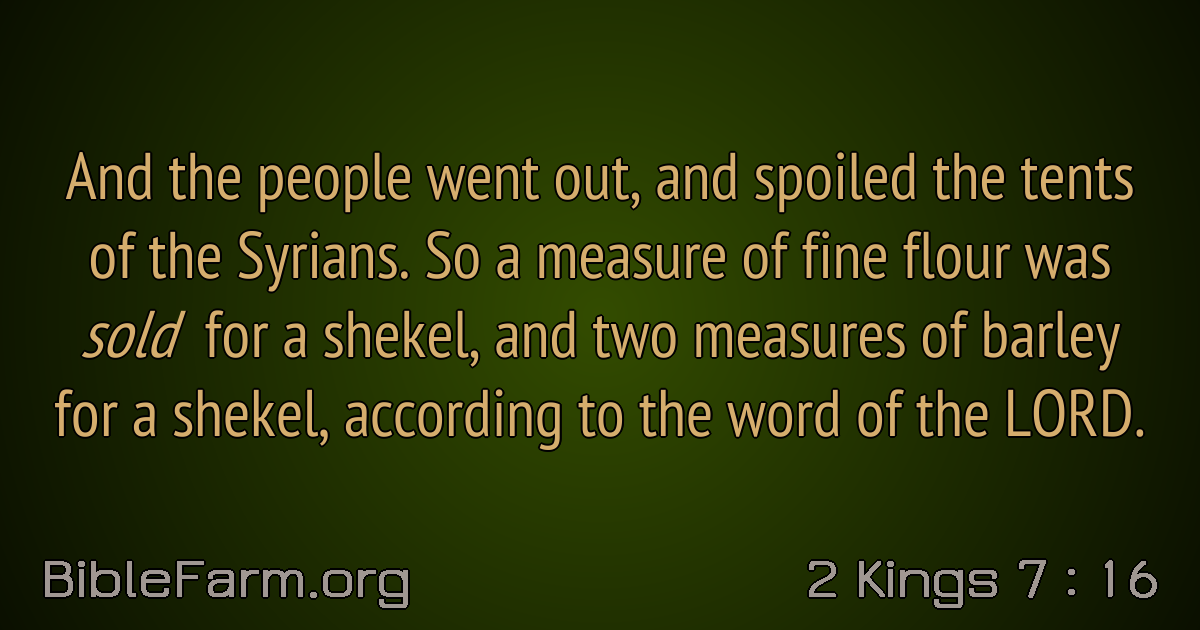 And the people went out, and spoiled the tents
of the Syrians. So a measure of fine flour was
sold for a shekel, and two measures of barley
for a shekel, according to the word of the LORD.
BibleFarm.org
2 Kings 7 : 16